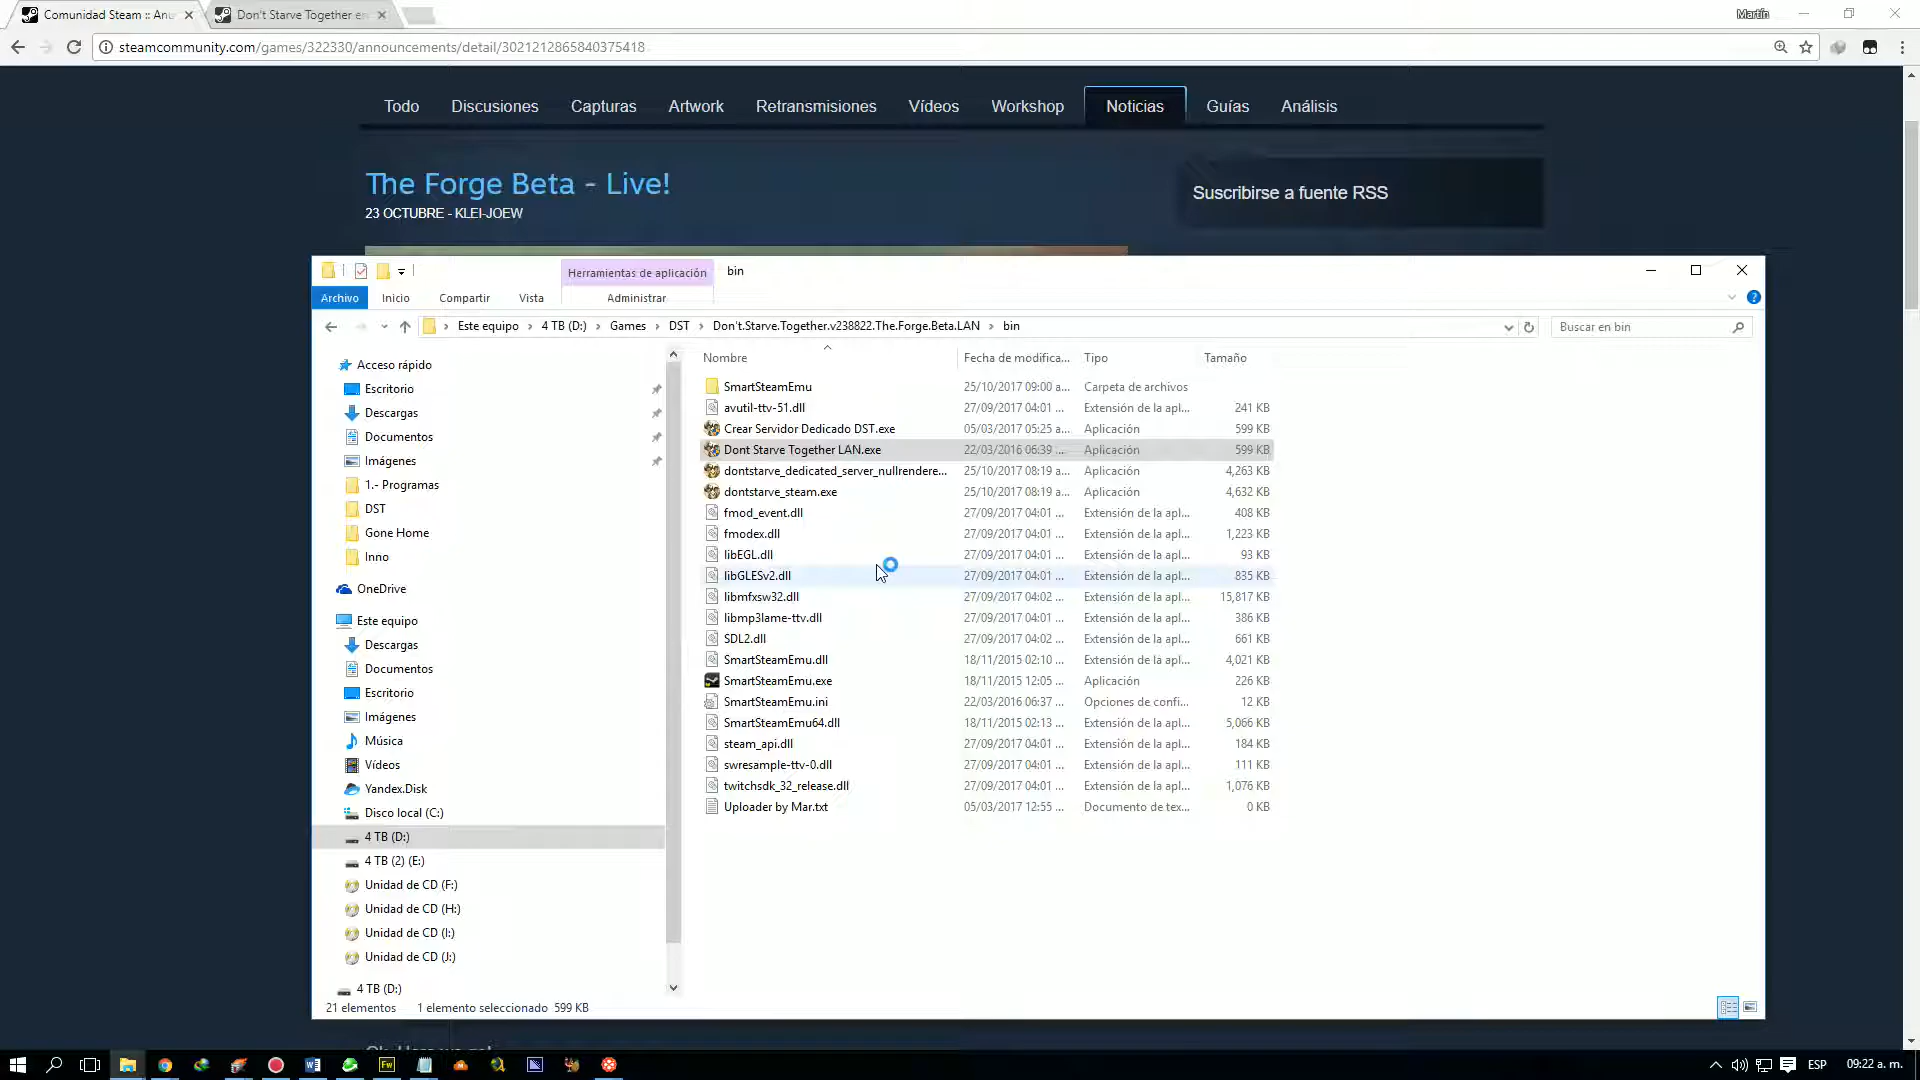 Comunidad Steam :: Anu
Don't Starve Together en
Martín
steamcommunity.com/games/322330/announcements/detail/3021212865840375418
Todo Discusiones Capturas Artwork Retransmisiones Vídeos Workshop Noticias Guías Análisis
The Forge Beta - Live!
23 OCTUBRE - KLEI-JOEW
Suscribirse a fuente RSS
Herramientas de aplicación bin
Archivo Inicio Compartir Vista Administrar
Este equipo > 4 TB (D:) > Games > DST > Don't.Starve.Together.v238822.The.Forge.Beta.LAN > bin
Buscar en bin
Acceso rápido
Escritorio
Descargas
Documentos
Imágenes
1.- Programas
DST
Gone Home
Inno
OneDrive
Este equipo
Descargas
Documentos
Escritorio
Imágenes
Música
Vídeos
Yandex.Disk
Disco local (C:)
4 TB (D:)
4 TB (2) (E:)
Unidad de CD (F:)
Unidad de CD (H:)
Unidad de CD (I:)
Unidad de CD (J:)
4 TB (D:)
Nombre Fecha de modifica... Tipo Tamaño
SmartSteamEmu 25/10/2017 09:00 a... Carpeta de archivos
avutil-ttv-51.dll 27/09/2017 04:01 ... Extensión de la apl... 241 KB
Crear Servidor Dedicado DST.exe 05/03/2017 05:25 a... Aplicación 599 KB
Dont Starve Together LAN.exe 22/03/2016 06:39 ... Aplicación 599 KB
dontstarve_dedicated_server_nullrendere... 25/10/2017 08:19 a... Aplicación 4,263 KB
dontstarve_steam.exe 25/10/2017 08:19 a... Aplicación 4,632 KB
fmod_event.dll 27/09/2017 04:01 ... Extensión de la apl... 408 KB
fmodex.dll 27/09/2017 04:01 ... Extensión de la apl... 1,223 KB
libEGL.dll 27/09/2017 04:01 ... Extensión de la apl... 93 KB
libGLESv2.dll 27/09/2017 04:01 ... Extensión de la apl... 835 KB
libmfxsw32.dll 27/09/2017 04:02 ... Extensión de la apl... 15,817 KB
libmp3lame-ttv.dll 27/09/2017 04:01 ... Extensión de la apl... 386 KB
SDL2.dll 27/09/2017 04:02 ... Extensión de la apl... 661 KB
SmartSteamEmu.dll 18/11/2015 02:10 ... Extensión de la apl... 4,021 KB
SmartSteamEmu.exe 18/11/2015 12:05 ... Aplicación 226 KB
SmartSteamEmu.ini 22/03/2016 06:37 ... Opciones de confi... 12 KB
SmartSteamEmu64.dll 18/11/2015 02:13 ... Extensión de la apl... 5,066 KB
steam_api.dll 27/09/2017 04:01 ... Extensión de la apl... 184 KB
swresample-ttv-0.dll 27/09/2017 04:01 ... Extensión de la apl... 111 KB
twitchsdk_32_release.dll 27/09/2017 04:01 ... Extensión de la apl... 1,076 KB
Uploader by Mar.txt 05/03/2017 12:55 ... Documento de tex... 0 KB
21 elementos 1 elemento seleccionado 599 KB
ESP 09:22 a. m.